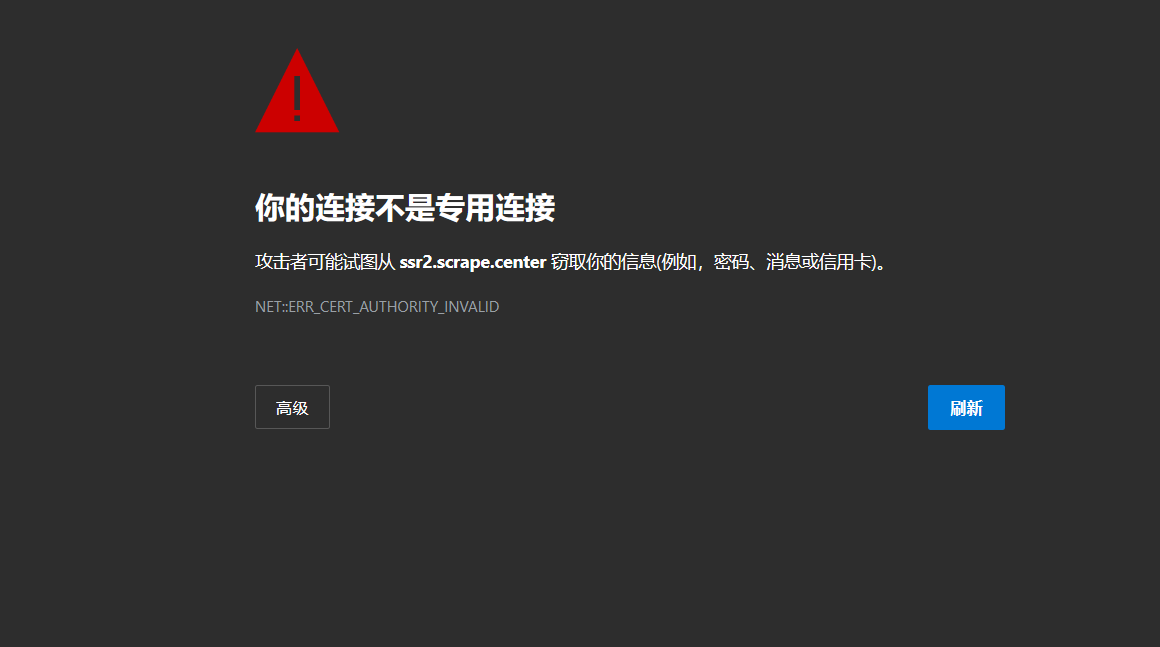 你的连接不是专用连接
攻击者可能试图从 ssr2.scrape.center 窃取你的信息(例如，密码、消息或信用卡)。
NET::ERR_CERT_AUTHORITY_INVALID
高级
刷新